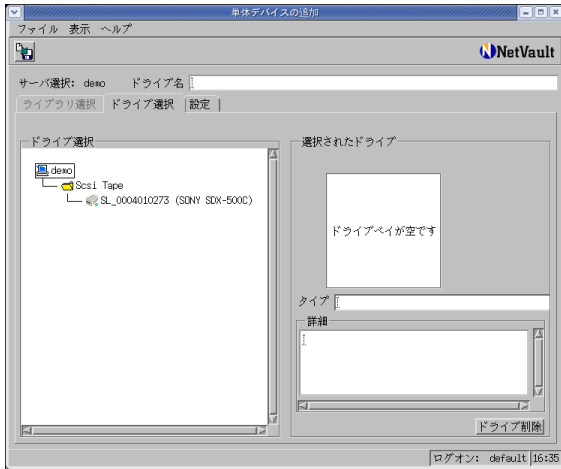 単体デバイスの追加
ファイル 表示 ヘルプ
NetVault
サーバ選択: demo ドライブ名
ライブラリ選択 ドライブ選択 設定
ドライブ選択
demo
Scsi Tape
SL_0004010273 (SONY SDX-500C)
選択されたドライブ
ドライブベイが空です
タイプ
詳細
ドライブ削除
ログオン: default 16:35